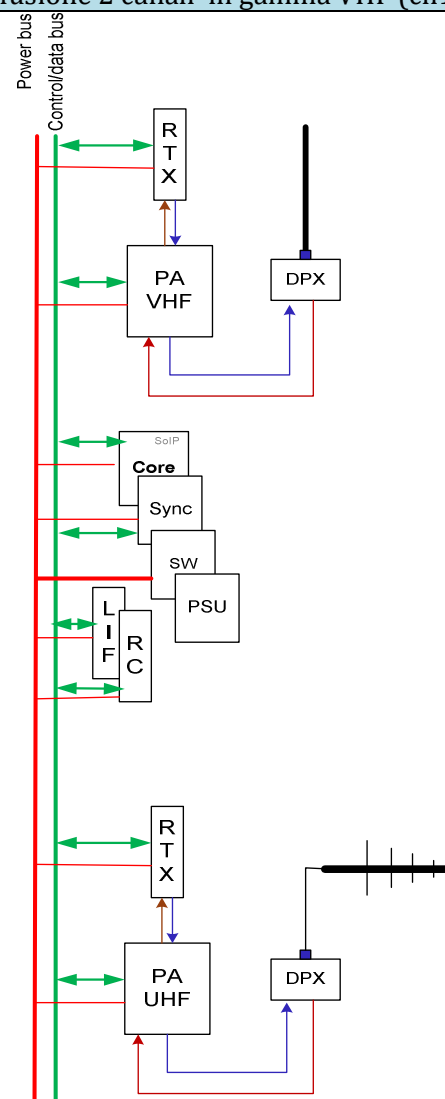 Power bus
Control/data bus
R
T
X
PA
VHF
DPX
SoIP
Core
Sync
SW
PSU
L
I
F
R
C
R
T
X
PA
UHF
DPX